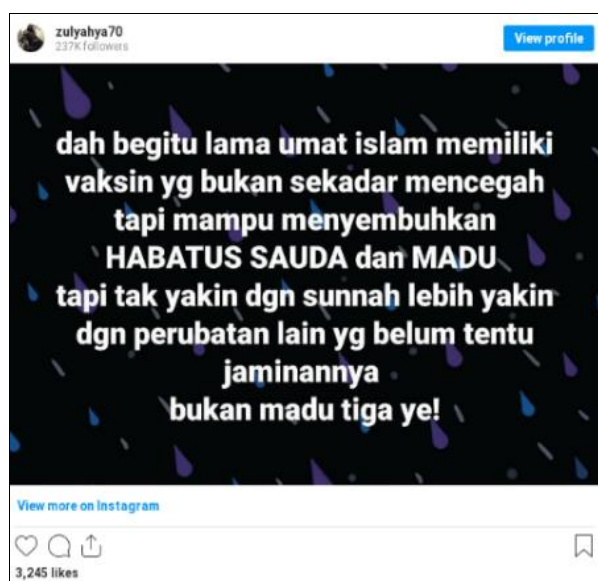 zulyahya70
237K followers
View profile
dah begitu lama umat islam memiliki
vaksin yg bukan sekadar mencegah
tapi mampu menyembuhkan
HABATUS SAUDA dan MADU
tapi tak yakin dgn sunnah lebih yakin
dgn perubatan lain yg belum tentu
jaminannya
bukan madu tiga ye!
View more on Instagram
3,245 likes